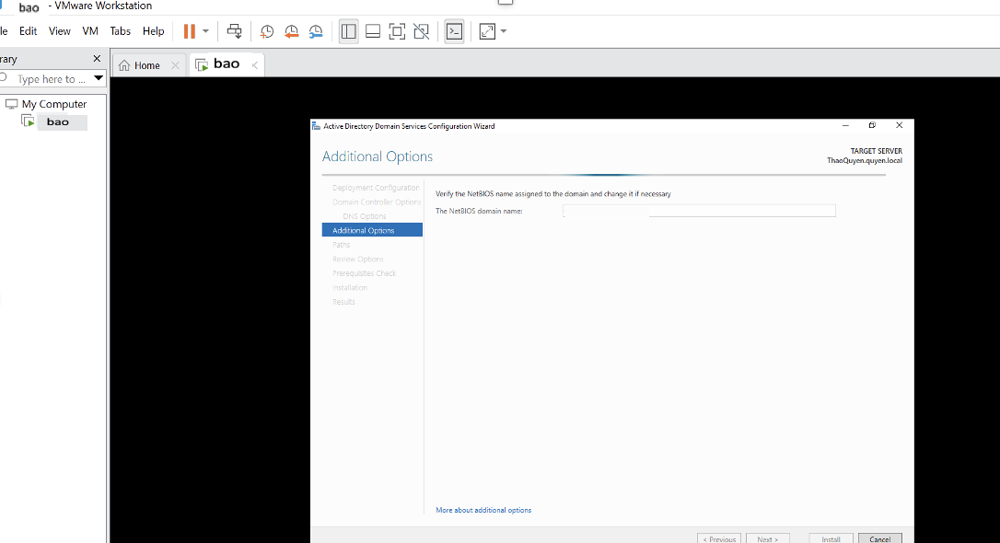 bao - VMware Workstation
le Edit View VM Tabs Help
rary
Home
bao
Type here to ...
My Computer
bao
Active Directory Domain Services Configuration Wizard
Additional Options
TARGET SERVER
ThaoQuyen.quyen.local
Deployment Configuration
Domain Controller Options
DNS Options
Additional Options
Paths
Review Options
Prerequisites Check
Installation
Results
Verify the NetBIOS name assigned to the domain and change it if necessary
The NetBIOS domain name:
More about additional options
< Previous
Next >
Install
Cancel